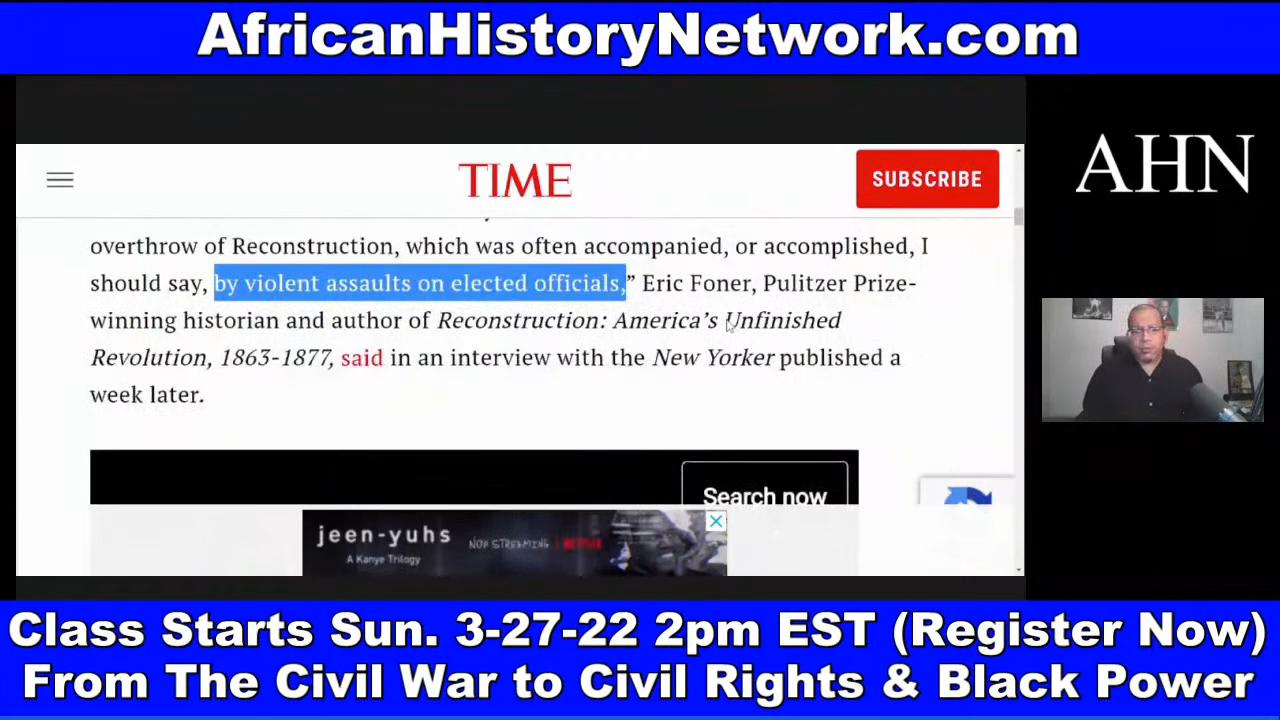 AfricanHistoryNetwork.com
AHN
TIME
SUBSCRIBE
overthrow of Reconstruction, which was often accompanied, or accomplished, I
should say, by violent assaults on elected officials,” Eric Foner, Pulitzer Prize-
winning historian and author of Reconstruction: America’s Unfinished
Revolution, 1863-1877, said in an interview with the New Yorker published a
week later.
Search now
jeen-yuhs
A Kanye Trilogy
NOW STREAMING
NETFLIX
Class Starts Sun. 3-27-22 2pm EST (Register Now)
From The Civil War to Civil Rights & Black Power